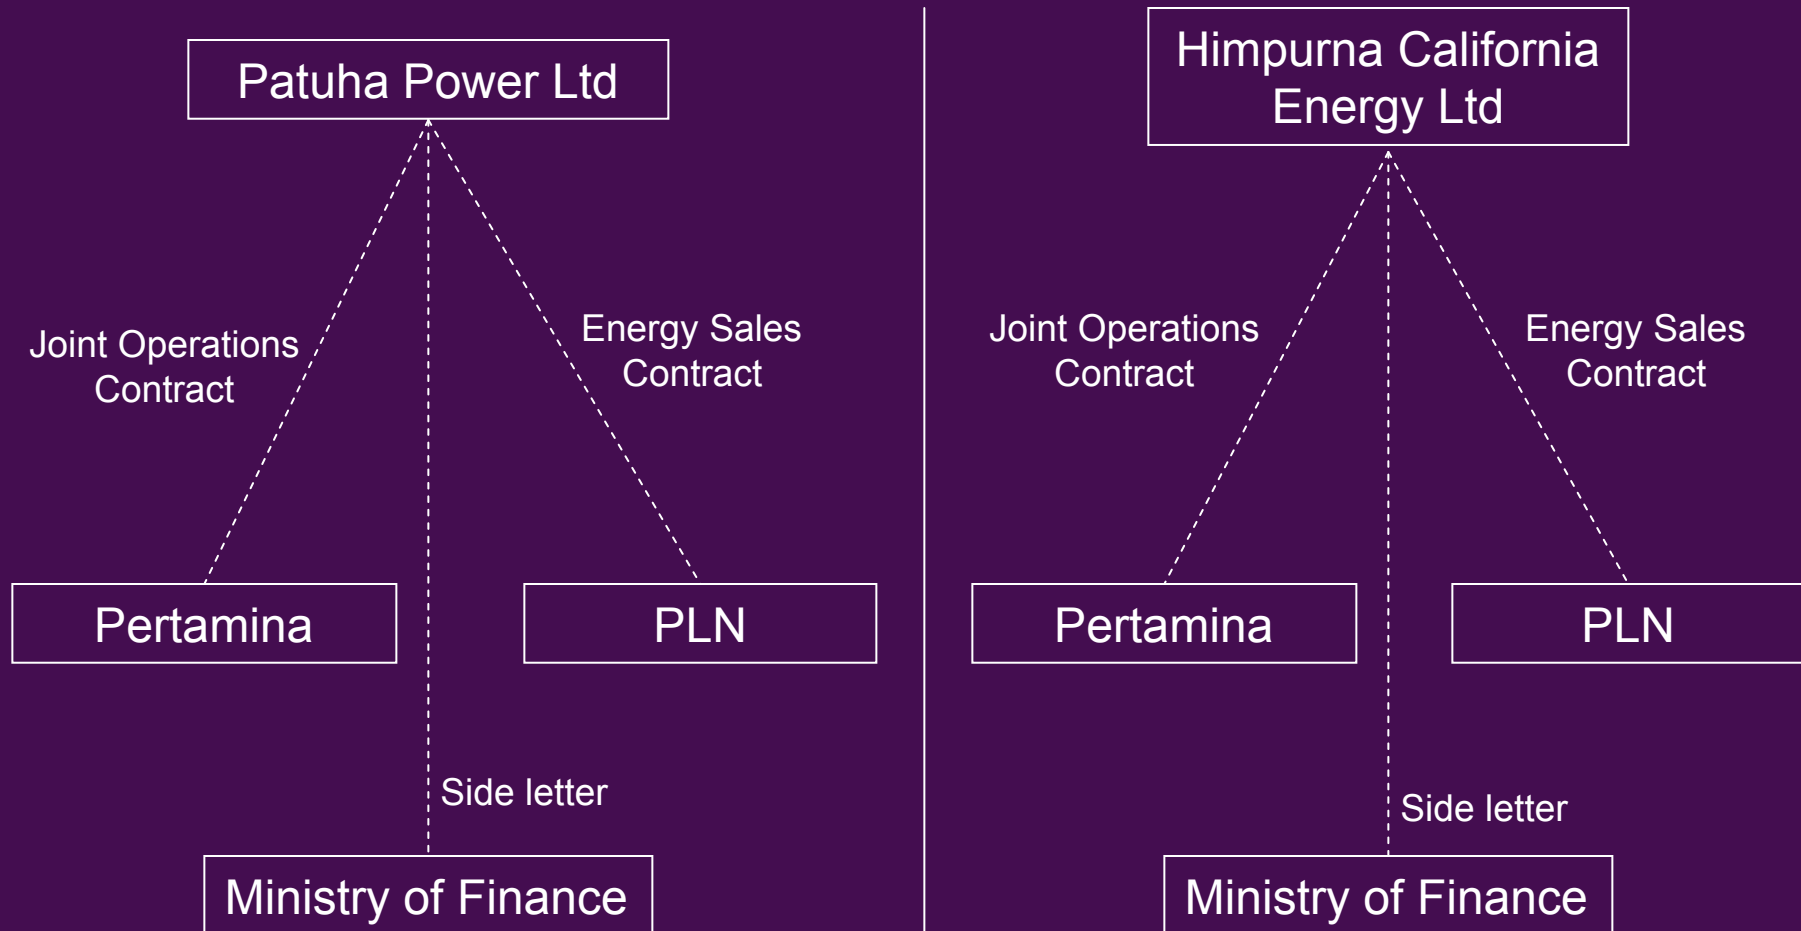 Patuha Power Ltd
Joint Operations
Contract
Energy Sales
Contract
Pertamina
PLN
Side letter
Ministry of Finance
Himpurna California
Energy Ltd
Joint Operations
Contract
Energy Sales
Contract
Pertamina
PLN
Side letter
Ministry of Finance